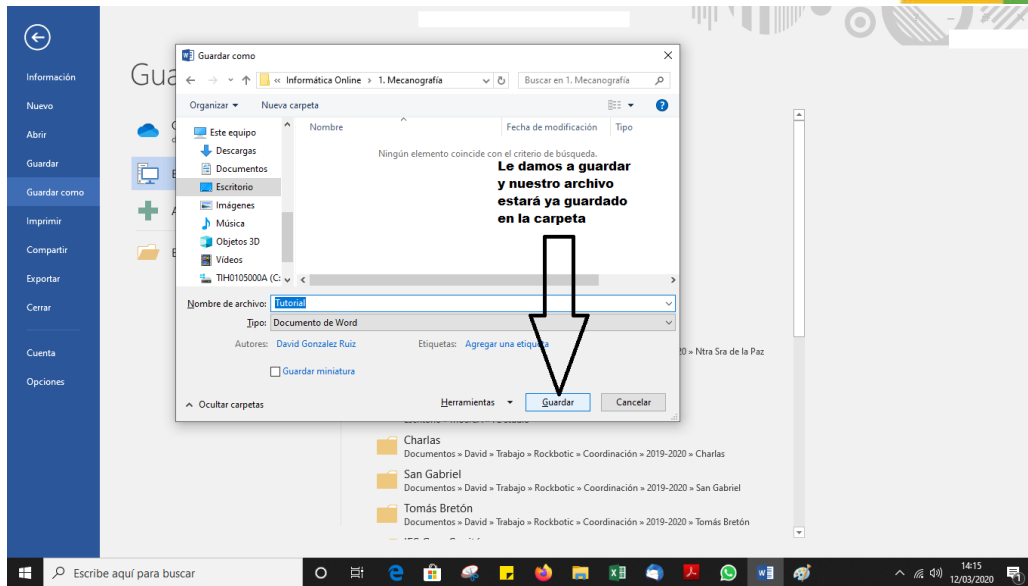 Información
Nuevo
Abrir
Guardar
Guardar como
Imprimir
Compartir
Exportar
Cerrar
Cuenta
Opciones
Guardar como
« Informática Online > 1. Mecanografía
Buscar en 1. Mecanografía
Organizar
Nueva carpeta
Este equipo
Descargas
Documentos
Escritorio
Imágenes
Música
Objetos 3D
Vídeos
TIH0105000A (C:
Nombre
Fecha de modificación
Tipo
Ningún elemento coincide con el criterio de búsqueda.
Le damos a guardar
y nuestro archivo
estará ya guardado
en la carpeta
Nombre de archivo: Tutorial
Tipo: Documento de Word
Autores: David Gonzalez Ruiz
Etiquetas: Agregar una etiqueta
Guardar miniatura
Ocultar carpetas
Herramientas
Guardar
Cancelar
» Ntra Sra de la Paz
Charlas
Documentos » David » Trabajo » Rockbotic » Coordinación » 2019-2020 » Charlas
San Gabriel
Documentos » David » Trabajo » Rockbotic » Coordinación » 2019-2020 » San Gabriel
Tomás Bretón
Documentos » David » Trabajo » Rockbotic » Coordinación » 2019-2020 » Tomás Bretón
Escribe aquí para buscar
14:15
12/03/2020